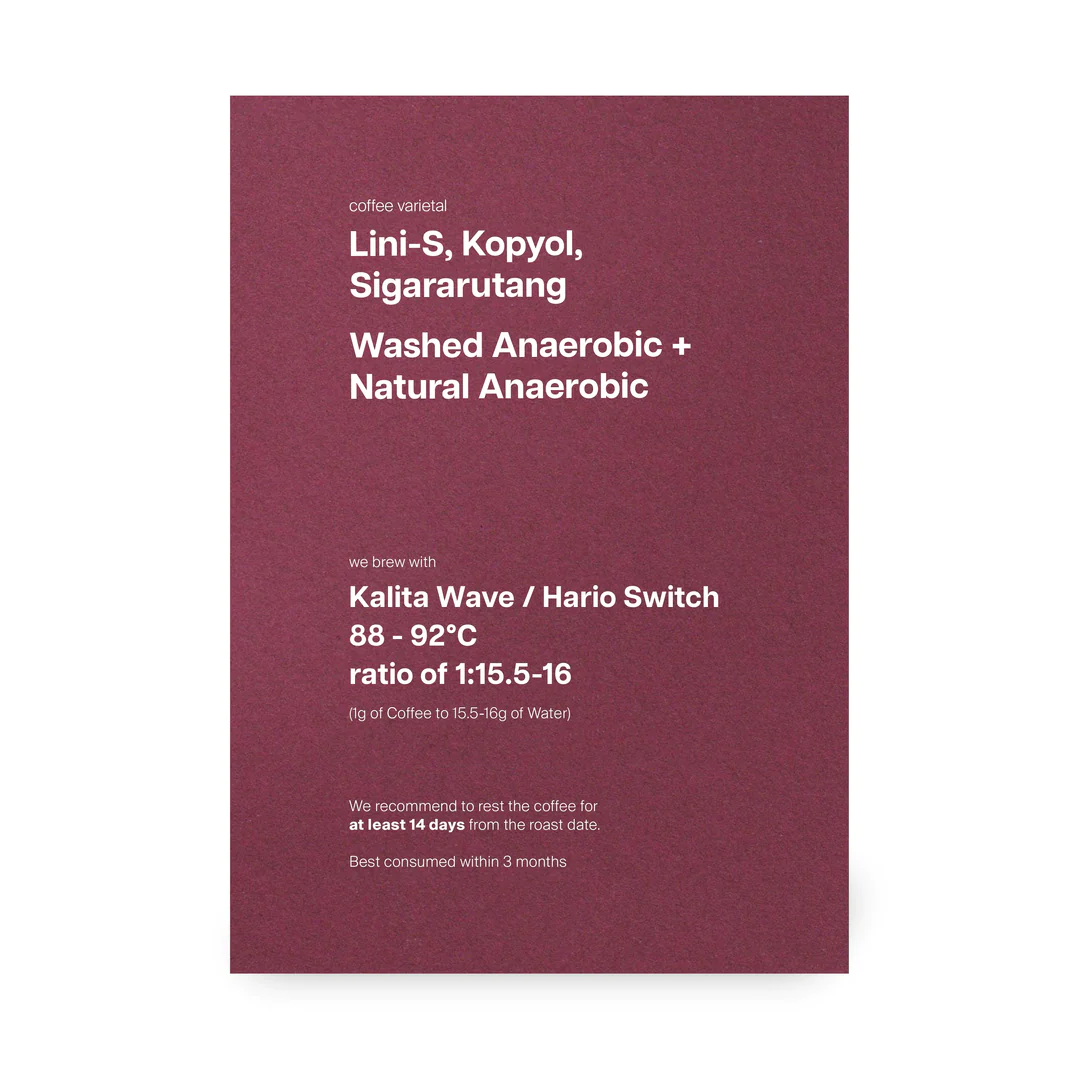 coffee varietal
Lini-S, Kopyol,
Sigararutang
Washed Anaerobic +
Natural Anaerobic
we brew with
Kalita Wave / Hario Switch
88 - 92°C
ratio of 1:15.5-16
(1g of Coffee to 15.5-16g of Water)
We recommend to rest the coffee for
at least 14 days from the roast date.
Best consumed within 3 months